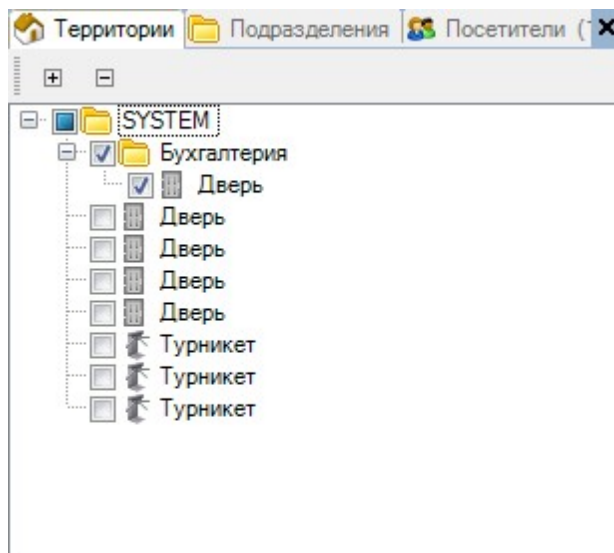 Территории Подразделения Посетители (
SYSTEM
Бухгалтерия
Дверь
Дверь
Дверь
Дверь
Дверь
Турникет
Турникет
Турникет